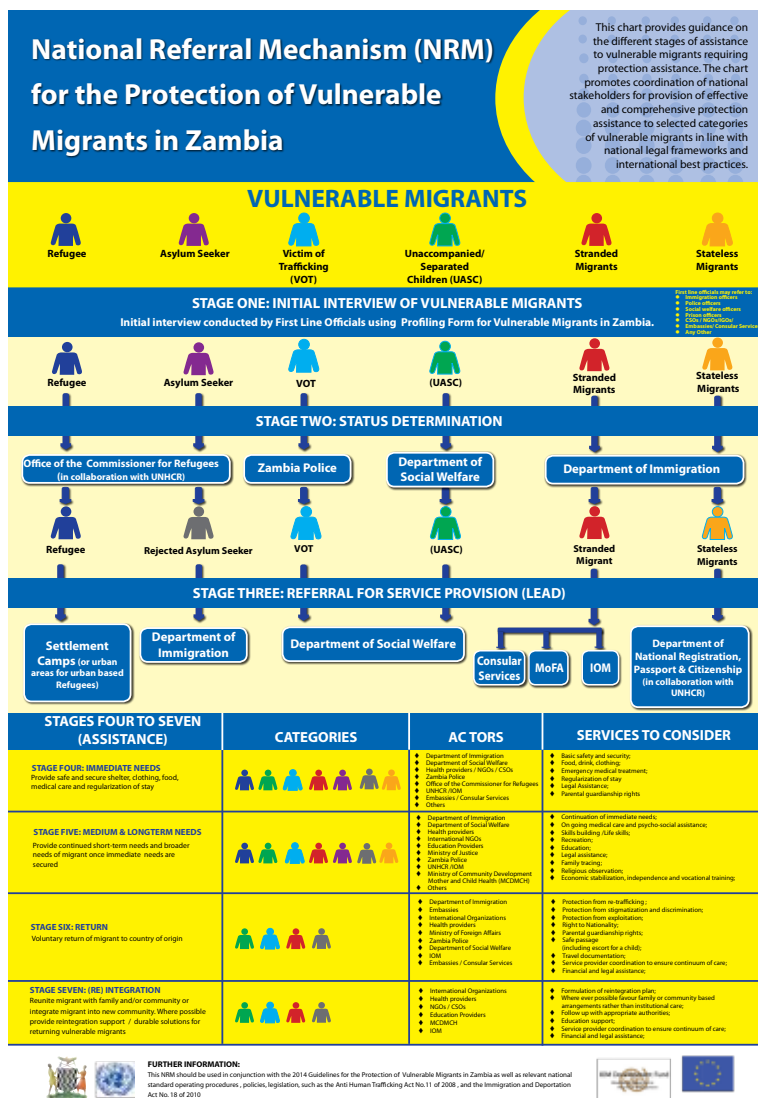 National Referral Mechanism (NRM)
for the Protection of Vulnerable
Migrants in Zambia
This chart provides guidance on
the different stages of assistance
to vulnerable migrants requiring
protection assistance. The chart
promotes coordination of national
stakeholders for provision of effective
and comprehensive protection
assistance to selected categories
of vulnerable migrants in line with
national legal frameworks and
international best practices.
VULNERABLE MIGRANTS
Refugee
Asylum Seeker
Victim of
Trafficking
(VOT)
Unaccompanied/
Separated
Children (UASC)
Stranded
Migrants
Stateless
Migrants
STAGE ONE: INITIAL INTERVIEW OF VULNERABLE MIGRANTS
Initial interview conducted by First Line Officials using Profiling Form for Vulnerable Migrants in Zambia.
First line officials may refer to:
Immigration officers
Police officers
Social welfare officers
Prison officers
CSOs / NGOs/IGOs/
Embassies/ Consular Service
Any Other
Refugee
Asylum Seeker
VOT
(UASC)
Stranded
Migrants
Stateless
Migrants
STAGE TWO: STATUS DETERMINATION
Office of the Commissioner for Refugees
(in collaboration with UNHCR)
Zambia Police
Department of
Social Welfare
Department of Immigration
Refugee
Rejected Asylum Seeker
VOT
(UASC)
Stranded
Migrant
Stateless
Migrants
STAGE THREE: REFERRAL FOR SERVICE PROVISION (LEAD)
Settlement
Camps (or urban
areas for urban based
Refugees)
Department of
Immigration
Department of Social Welfare
Consular
Services
MoFA
IOM
Department of
National Registration,
Passport & Citizenship
(in collaboration with
UNHCR)
STAGES FOUR TO SEVEN
(ASSISTANCE)
CATEGORIES
AC TORS
SERVICES TO CONSIDER
STAGE FOUR: IMMEDIATE NEEDS
Provide safe and secure shelter, clothing, food,
medical care and regularization of stay
Department of Immigration
Department of Social Welfare
Health providers / NGOs / CSOs
Zambia Police
Office of the Commissioner for Refugees
UNHCR /IOM
Embassies / Consular Services
Others
Basic safety and security;
Food, drink, clothing;
Emergency medical treatment;
Regularization of stay
Legal Assistance;
Parental guardianship rights
STAGE FIVE: MEDIUM & LONGTERM NEEDS
Provide continued short-term needs and broader
needs of migrant once immediate needs are
secured
Department of Immigration
Department of Social Welfare
Health providers
International NGOs
Education Providers
Ministry of Justice
Zambia Police
UNHCR /IOM
Ministry of Community Development
Mother and Child Health (MCDMCH)
Others
Continuation of immediate needs;
On going medical care and psycho-social assistance;
Skills building /Life skills;
Recreation;
Education;
Legal assistance;
Family tracing;
Religious observation;
Economic stabilization, independence and vocational training;
STAGE SIX: RETURN
Voluntary return of migrant to country of origin
Department of Immigration
Embassies
International Organizations
Health providers
Ministry of Foreign Affairs
Zambia Police
Department of Social Welfare
IOM
Embassies / Consular Services
Protection from re-trafficking ;
Protection from stigmatization and discrimination;
Protection from exploitation;
Right to Nationality;
Parental guardianship rights;
Safe passage
(including escort for a child);
Travel documentation;
Service provider coordination to ensure continuum of care;
Financial and legal assistance;
STAGE SEVEN: (RE) INTEGRATION
Reunite migrant with family and/or community or
integrate migrant into new community. Where possible
provide reintegration support / durable solutions for
returning vulnerable migrants
International Organizations
Health providers
NGOs / CSOs
Education Providers
MCDMCH
IOM
Formulation of reintegration plan;
Where ever possible favour family or community based
arrangements rather than institutional care;
Follow up with appropriate authorities;
Education support;
Service provider coordination to ensure continuum of care;
Financial and legal assistance;
FURTHER INFORMATION:
This NRM should be used in conjunction with the 2014 Guidelines for the Protection of Vulnerable Migrants in Zambia as well as relevant national
standard operating procedures , policies, legislation, such as the Anti Human Trafficking Act No.11 of 2008 , and the Immigration and Deportation
Act No. 18 of 2010